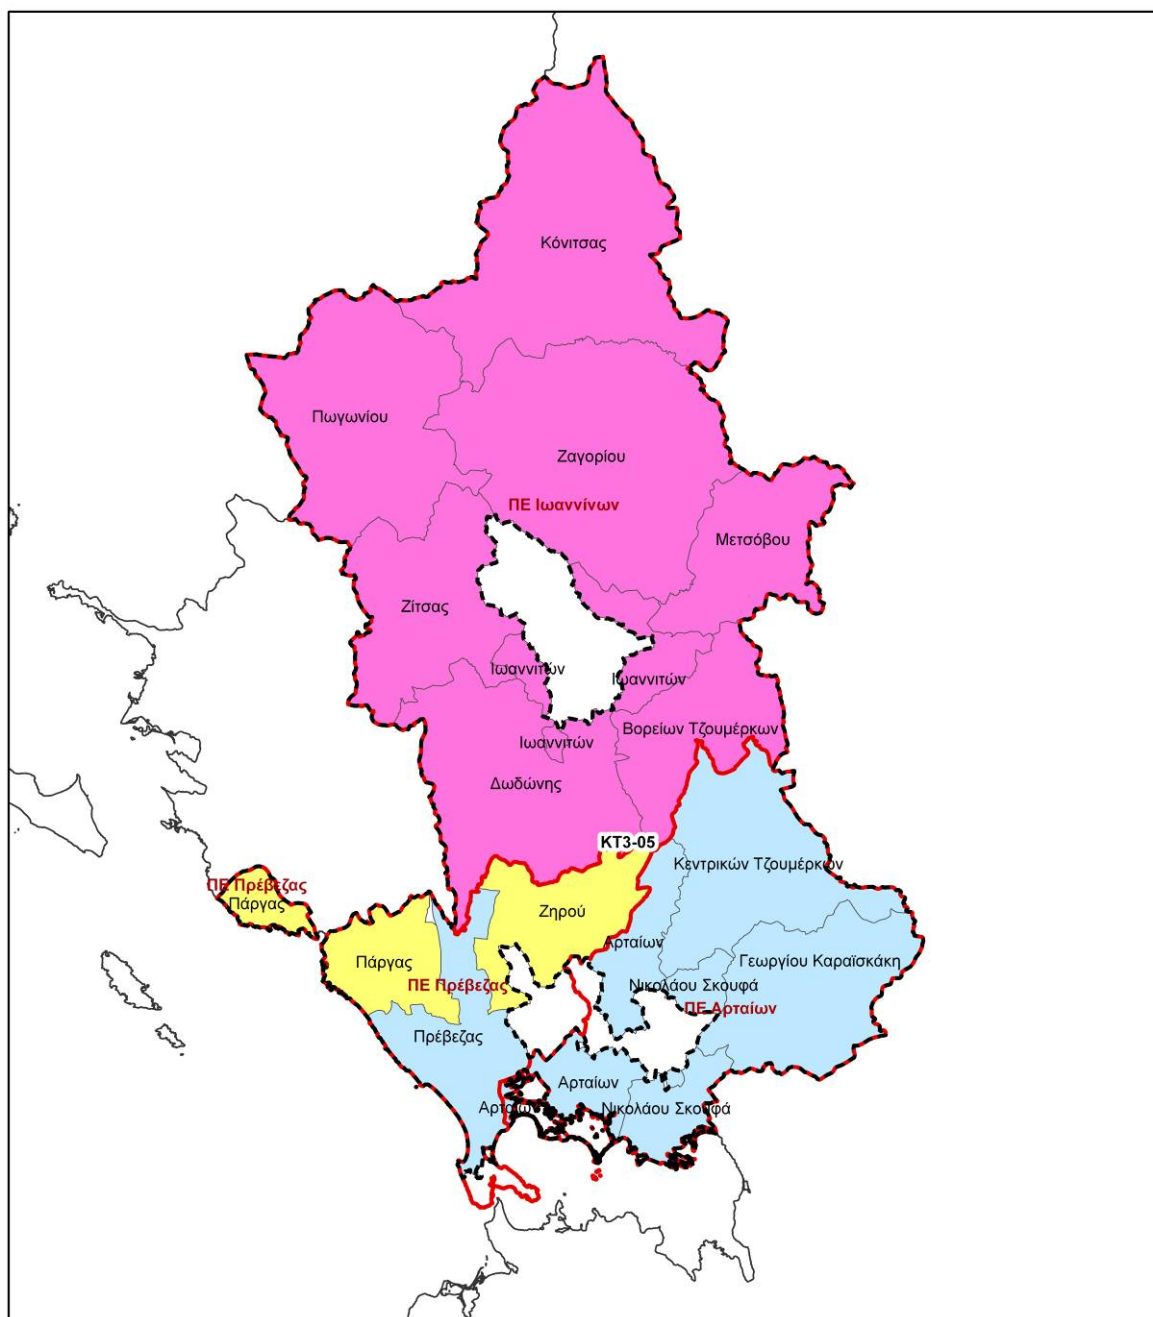 Κόνιτσας
Πωγωνίου
Ζαγορίου
ΠΕ Ιωαννίνων
Μετσόβου
Ζίτσας
Ιωαννιτών
Ιωαννιτών
Βορείων Τζουμέρκων
Ιωαννιτών
Δωδώνης
ΚΤ3-05
Κεντρικών Τζουμέρκων
ΠΕ Πρέβεζας
Πάργας
Ζηρού
Αρταίων
Πάργας
Γεωργίου Καραϊσκάκη
ΠΕ Πρέβεζας
Νικολάου Σκουφά
ΠΕ Αρταίων
Πρέβεζας
Αρταίων
Αρταίων
Νικολάου Σκουφά